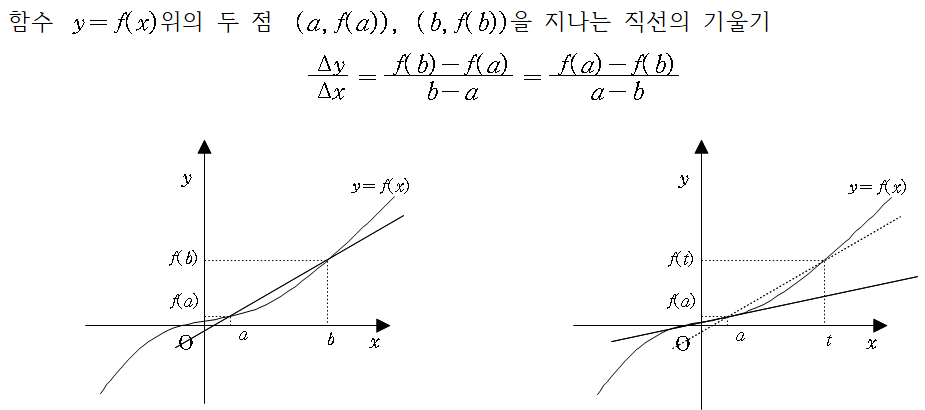 함수 y=f(x)위의 두 점 (a, f(a)), (b, f(b))을 지나는 직선의 기울기
Δy/Δx = f(b)-f(a)/b-a = f(a)-f(b)/a-b
y
y=f(x)
f(b)
f(a)
O
a
b
x
y
y=f(x)
f(t)
f(a)
O
a
t
x